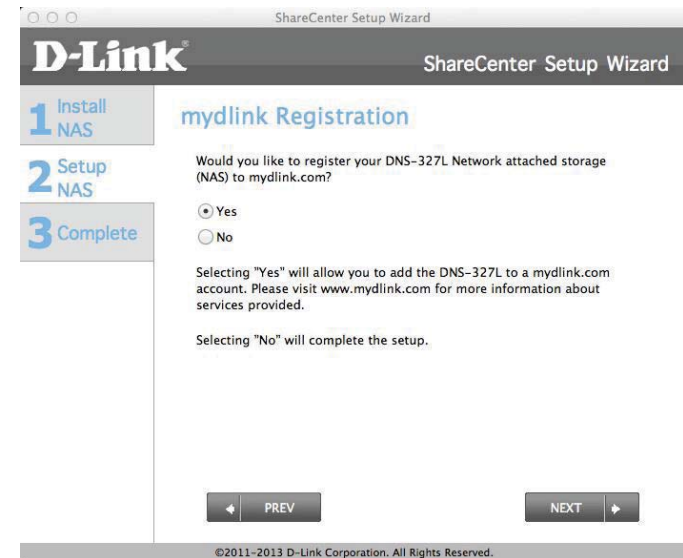 ShareCenter Setup Wizard
D-Link®
ShareCenter Setup Wizard
1 Install
NAS
2 Setup
NAS
3 Complete
mydlink Registration
Would you like to register your DNS-327L Network attached storage
(NAS) to mydlink.com?
Yes
No
Selecting "Yes" will allow you to add the DNS-327L to a mydlink.com
account. Please visit www.mydlink.com for more information about
services provided.
Selecting "No" will complete the setup.
PREV
NEXT
©2011-2013 D-Link Corporation. All Rights Reserved.